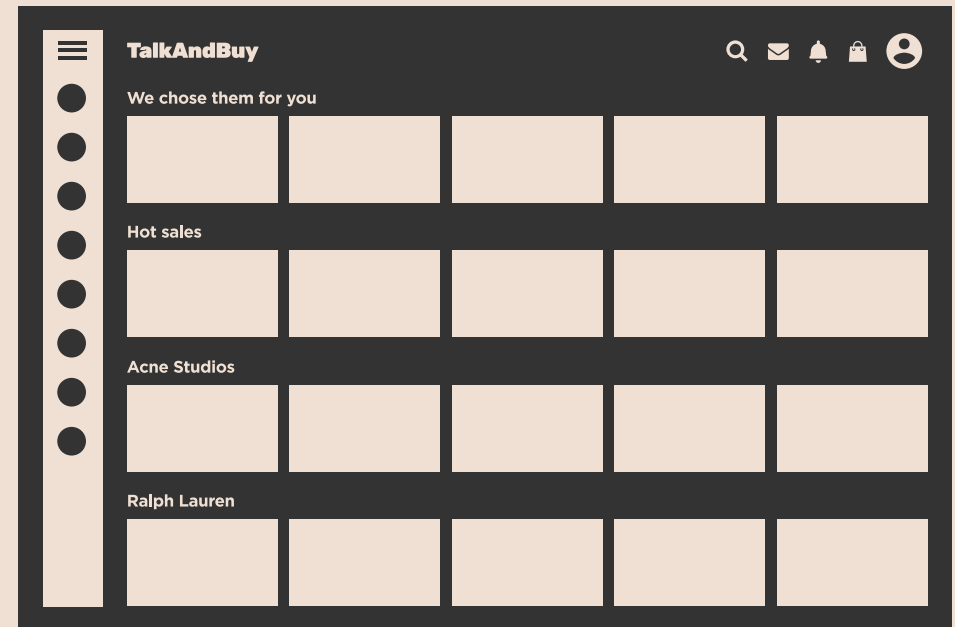 TalkAndBuy
We chose them for you
Hot sales
Acne Studios
Ralph Lauren